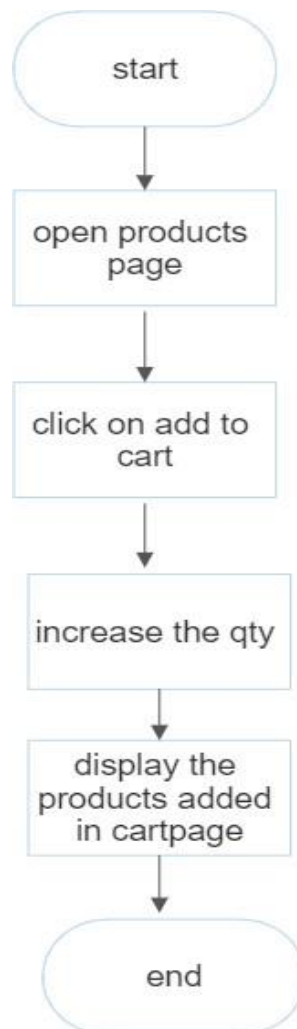 start
open products
page
click on add to
cart
increase the qty
display the
products added
in cartpage
end